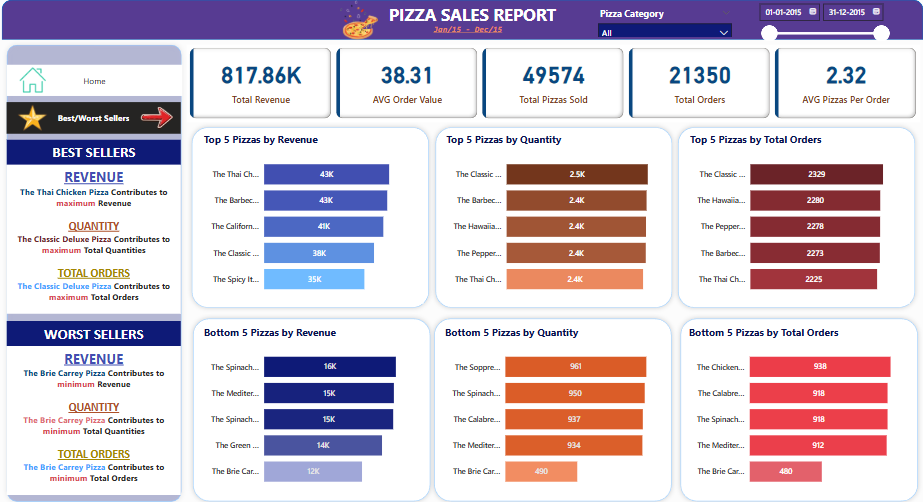 PIZZA SALES REPORT
Jan/15 - Dec/15
Pizza Category
All
01-01-2015
31-12-2015
Home
Best/Worst Sellers
BEST SELLERS
REVENUE
The Thai Chicken Pizza Contributes to
maximum Revenue
QUANTITY
The Classic Deluxe Pizza Contributes to
maximum Total Quantities
TOTAL ORDERS
The Classic Deluxe Pizza Contributes to
maximum Total Orders
WORST SELLERS
REVENUE
The Brie Carrey Pizza Contributes to
minimum Revenue
QUANTITY
The Brie Carrey Pizza Contributes to
minimum Total Quantities
TOTAL ORDERS
The Brie Carrey Pizza Contributes to
minimum Total Orders
817.86K
Total Revenue
38.31
AVG Order Value
49574
Total Pizzas Sold
21350
Total Orders
2.32
AVG Pizzas Per Order
Top 5 Pizzas by Revenue
The Thai Ch... 43K
The Barbec... 43K
The Californ... 41K
The Classic ... 38K
The Spicy It... 35K
Top 5 Pizzas by Quantity
The Classic ... 2.5K
The Barbec... 2.4K
The Hawaiia... 2.4K
The Pepper... 2.4K
The Thai Ch... 2.4K
Top 5 Pizzas by Total Orders
The Classic ... 2329
The Hawaiia... 2280
The Pepper... 2278
The Barbec... 2273
The Thai Ch... 2225
Bottom 5 Pizzas by Revenue
The Spinach... 16K
The Mediter... 15K
The Spinach... 15K
The Green ... 14K
The Brie Car... 12K
Bottom 5 Pizzas by Quantity
The Soppre... 961
The Spinach... 950
The Calabre... 937
The Mediter... 934
The Brie Car... 490
Bottom 5 Pizzas by Total Orders
The Chicken... 938
The Calabre... 918
The Spinach... 918
The Mediter... 912
The Brie Car... 480